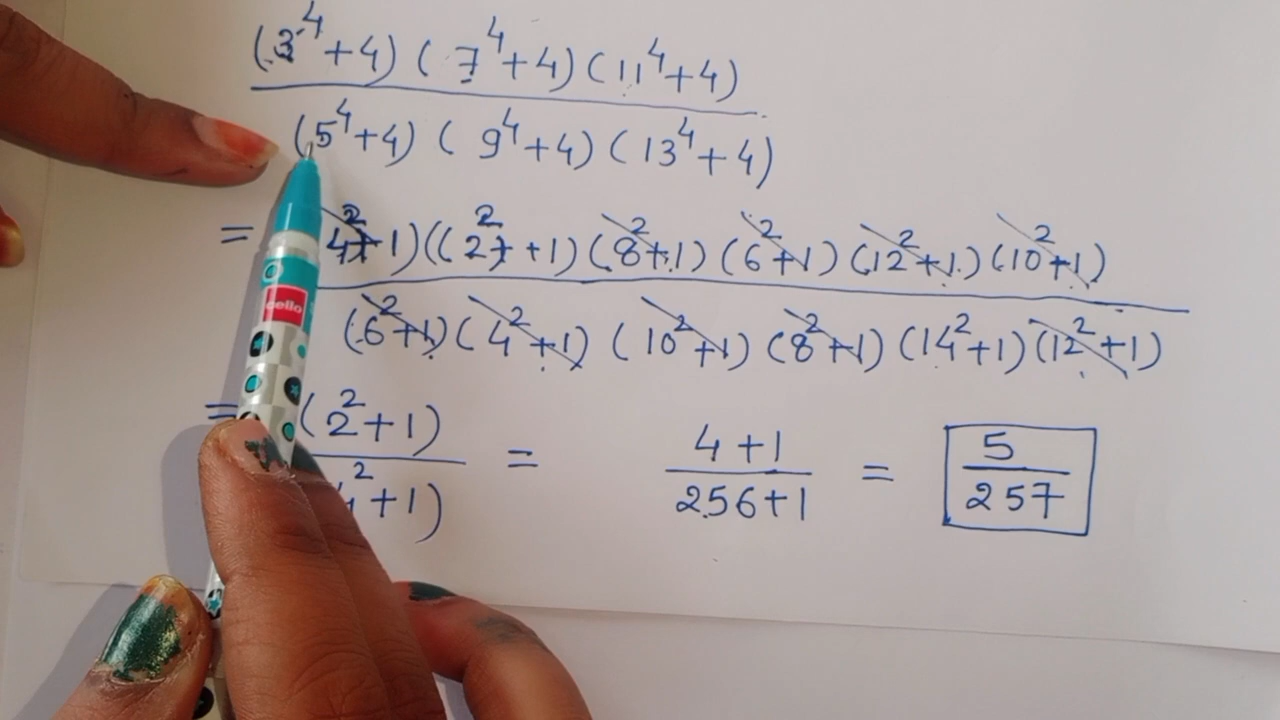 (3⁴+4)(7⁴+4)(11⁴+4)
(5⁴+4)(9⁴+4)(13⁴+4)
= 4²+1)((2²+1)(8²+1)(6²+1)(12²+1)(10²+1)
(6²+1)(4²+1)(10²+1)(8²+1)(14²+1)(12²+1)
cello
= (2²+1) = 4+1 = 5
²+1) 256+1 257